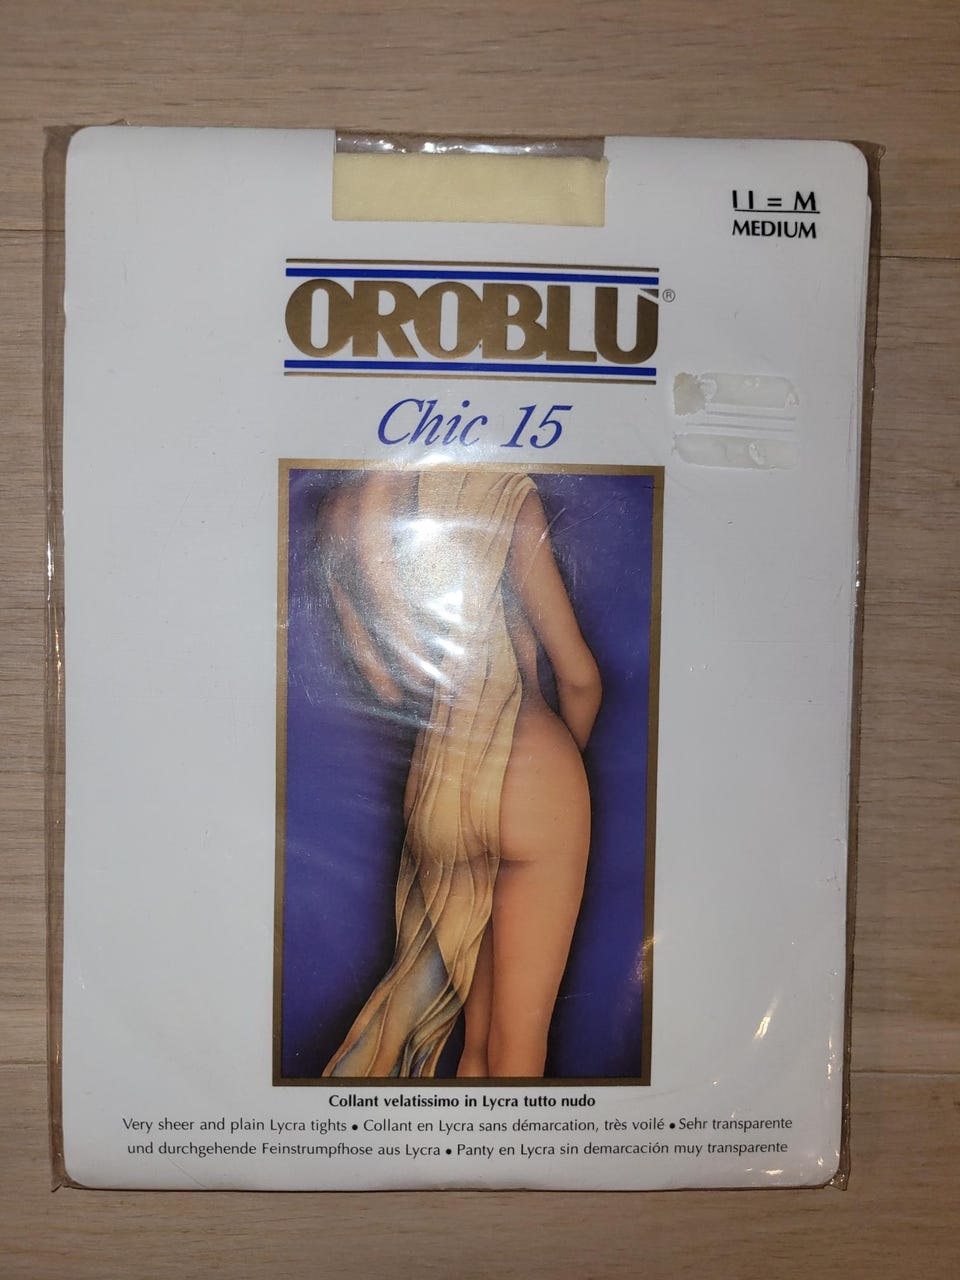 II = M
MEDIUM
OROBLÙ®
Chic 15
Collant velatissimo in Lycra tutto nudo
Very sheer and plain Lycra tights • Collant en Lycra sans démarcation, très voilé • Sehr transparente
und durchgehende Feinstrumpfhose aus Lycra • Panty en Lycra sin demarcación muy transparente